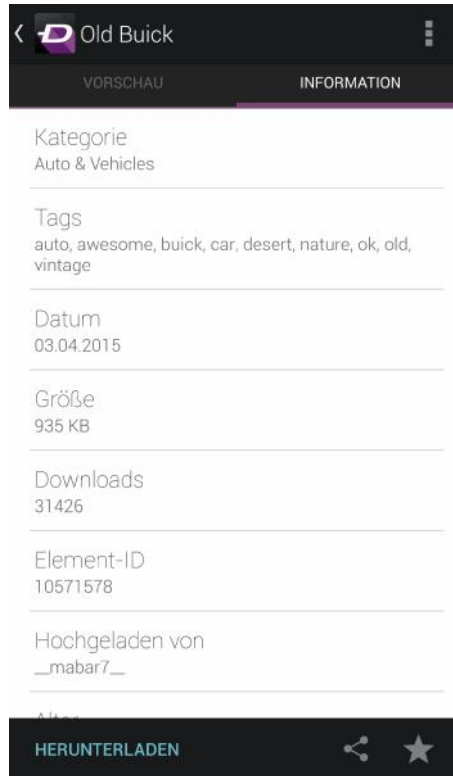 Old Buick
VORSCHAU
INFORMATION
Kategorie
Auto & Vehicles
Tags
auto, awesome, buick, car, desert, nature, ok, old,
vintage
Datum
03.04.2015
Größe
935 KB
Downloads
31426
Element-ID
10571578
Hochgeladen von
__mabar7__
HERUNTERLADEN